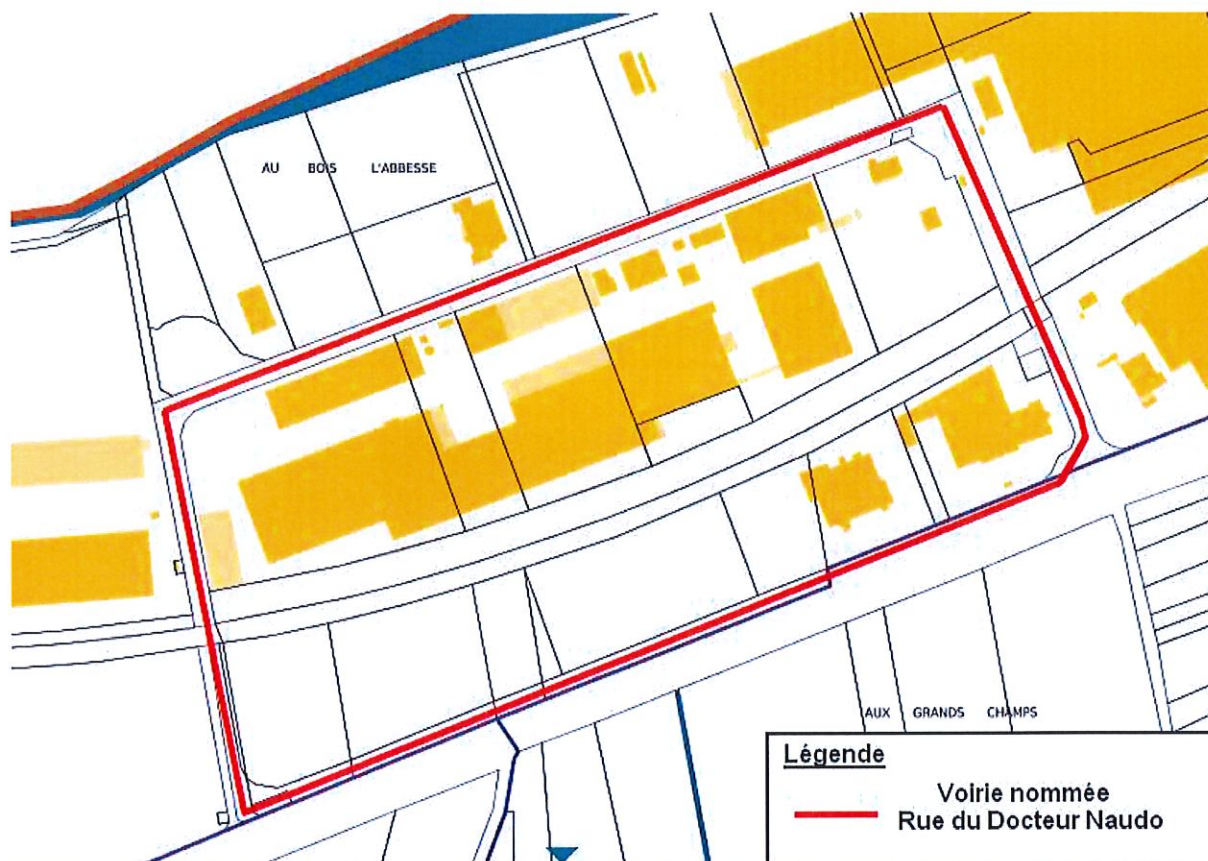 AU BOIS L'ABBESSE
AUX GRANDS CHAMPS
Légende
Voirie nommée
Rue du Docteur Naudo